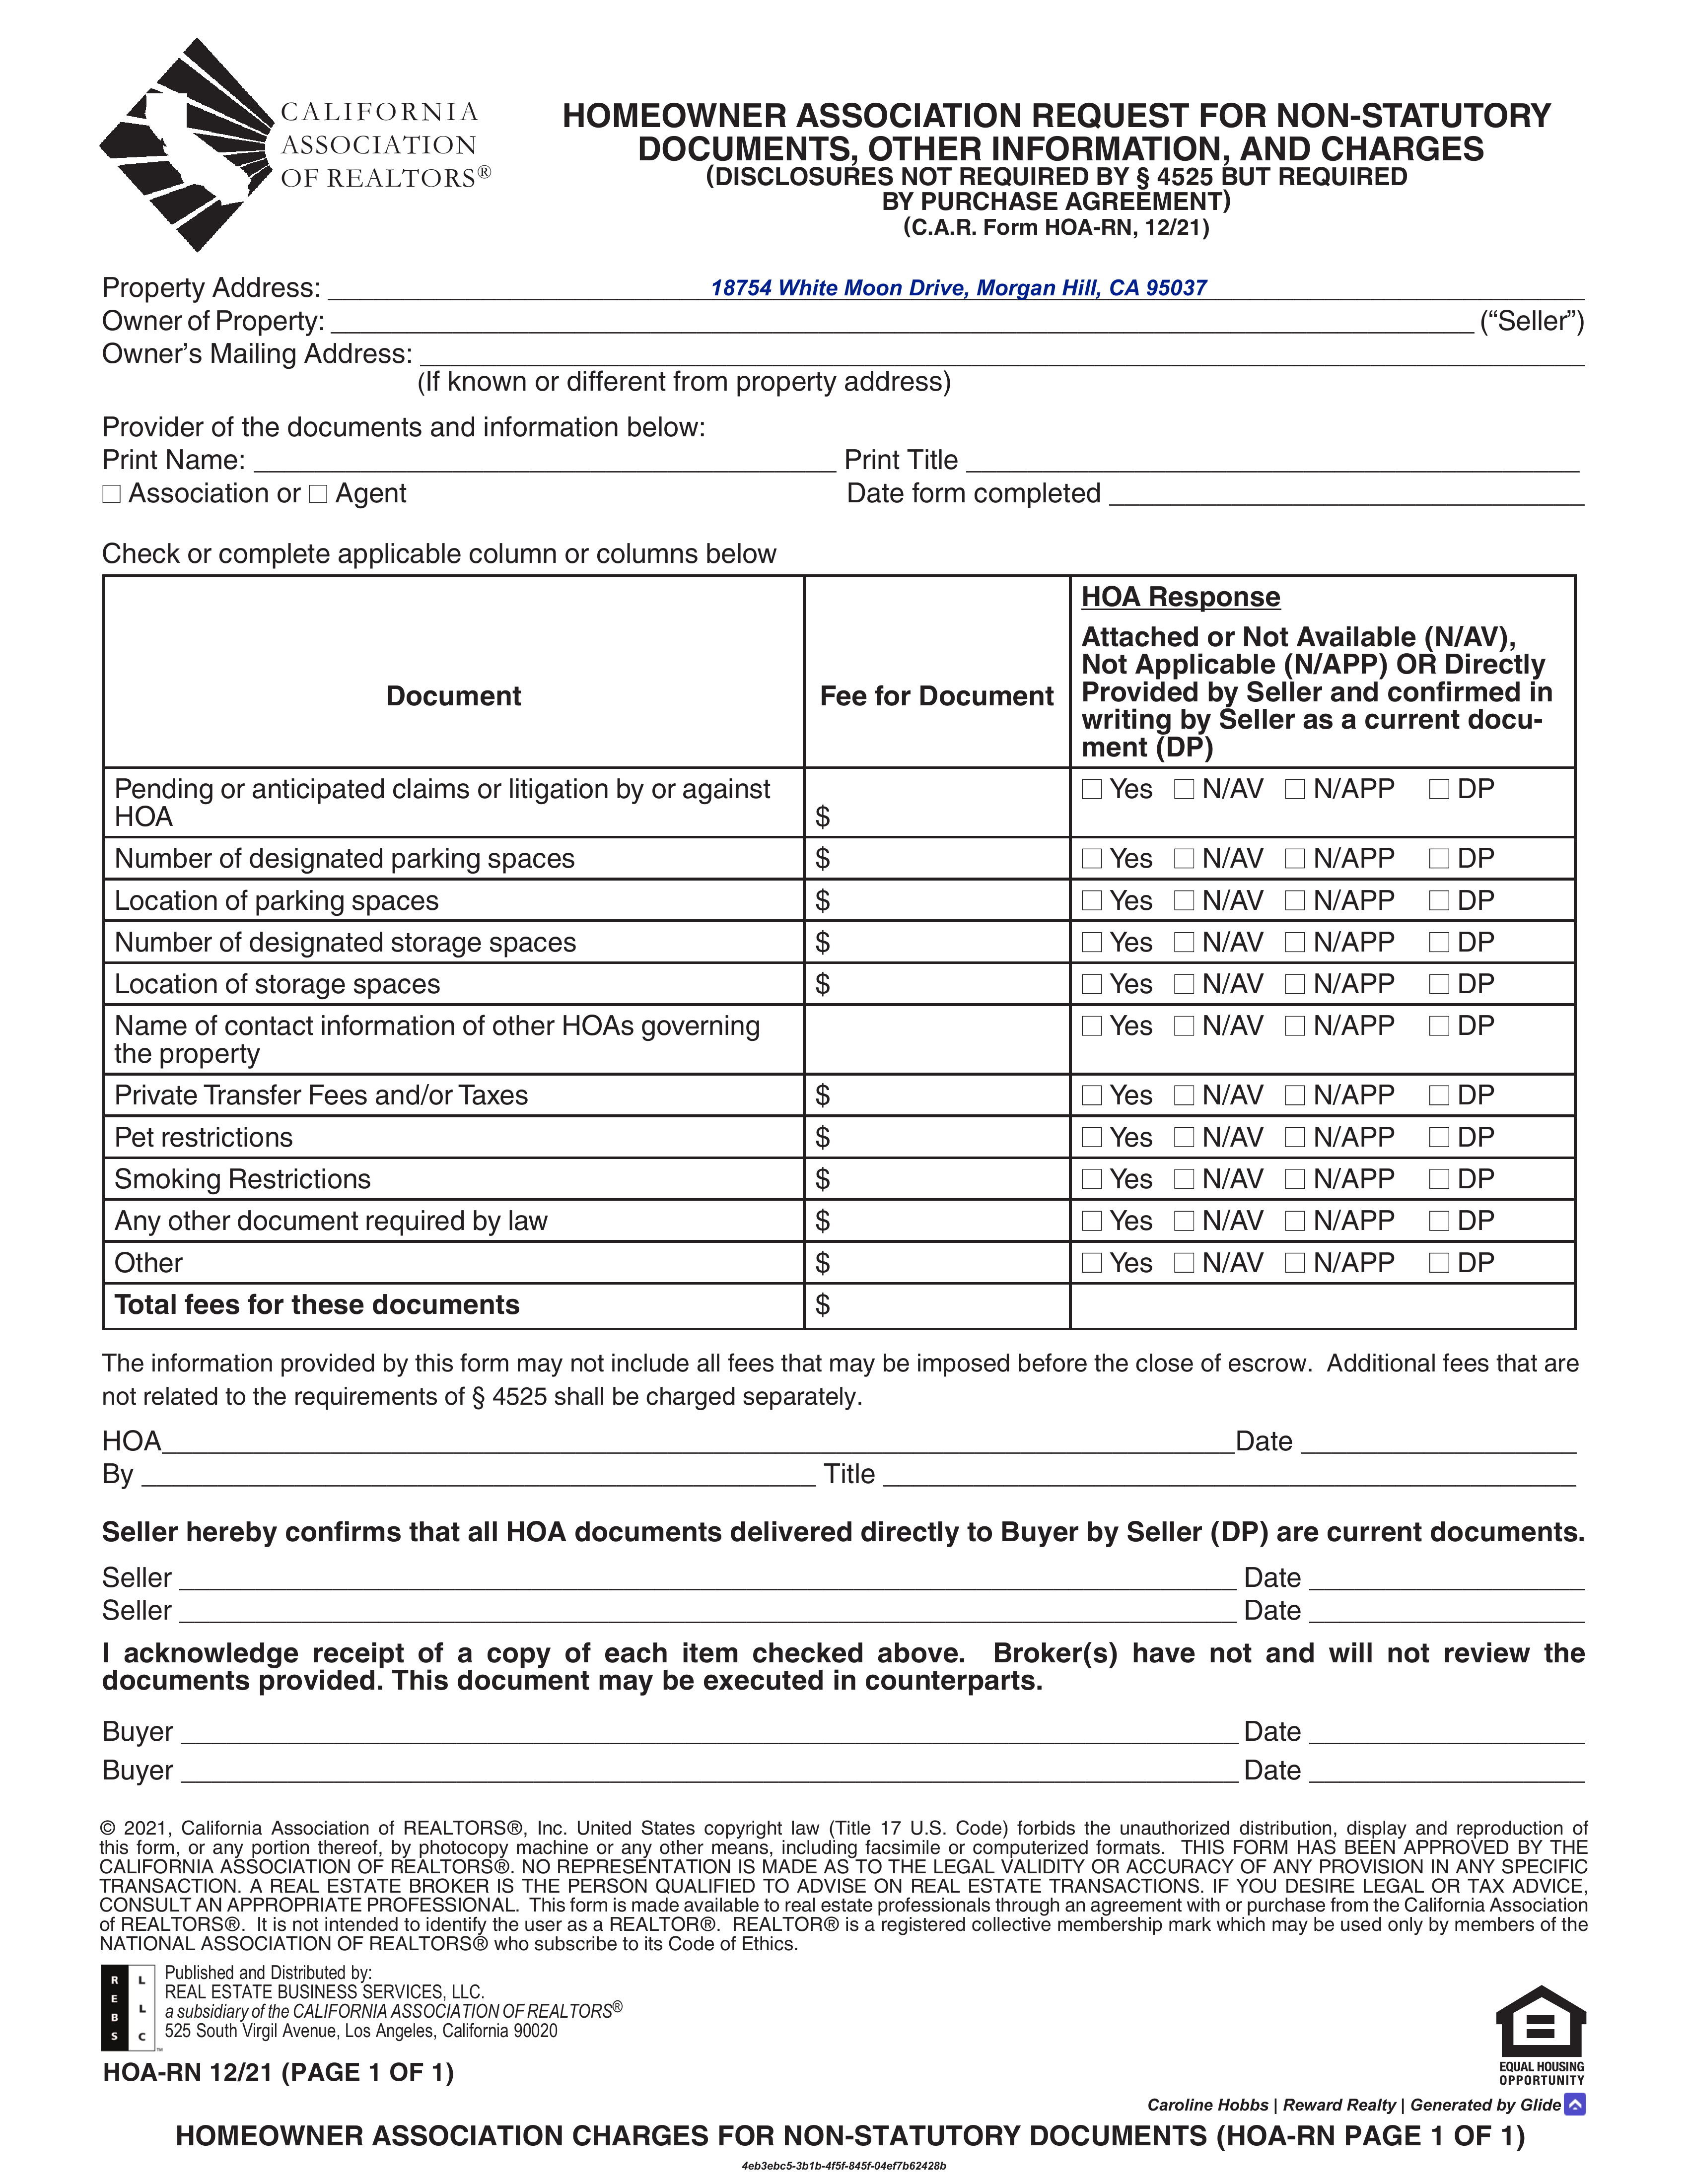 CALIFORNIA
ASSOCIATION
OF REALTORS®
HOMEOWNER ASSOCIATION REQUEST FOR NON-STATUTORY
DOCUMENTS, OTHER INFORMATION, AND CHARGES
(DISCLOSURES NOT REQUIRED BY § 4525 BUT REQUIRED
BY PURCHASE AGREEMENT)
(C.A.R. Form HOA-RN, 12/21)
Property Address: 18754 White Moon Drive, Morgan Hill, CA 95037
Owner of Property: (“Seller”)
Owner’s Mailing Address:
(If known or different from property address)
Provider of the documents and information below:
Print Name: Print Title
☐ Association or ☐ Agent Date form completed
Check or complete applicable column or columns below
Document
Fee for Document
HOA Response
Attached or Not Available (N/AV),
Not Applicable (N/APP) OR Directly
Provided by Seller and confirmed in
writing by Seller as a current docu-
ment (DP)
Pending or anticipated claims or litigation by or against
HOA $ ☐ Yes ☐ N/AV ☐ N/APP ☐ DP
Number of designated parking spaces $ ☐ Yes ☐ N/AV ☐ N/APP ☐ DP
Location of parking spaces $ ☐ Yes ☐ N/AV ☐ N/APP ☐ DP
Number of designated storage spaces $ ☐ Yes ☐ N/AV ☐ N/APP ☐ DP
Location of storage spaces $ ☐ Yes ☐ N/AV ☐ N/APP ☐ DP
Name of contact information of other HOAs governing
the property ☐ Yes ☐ N/AV ☐ N/APP ☐ DP
Private Transfer Fees and/or Taxes $ ☐ Yes ☐ N/AV ☐ N/APP ☐ DP
Pet restrictions $ ☐ Yes ☐ N/AV ☐ N/APP ☐ DP
Smoking Restrictions $ ☐ Yes ☐ N/AV ☐ N/APP ☐ DP
Any other document required by law $ ☐ Yes ☐ N/AV ☐ N/APP ☐ DP
Other $ ☐ Yes ☐ N/AV ☐ N/APP ☐ DP
Total fees for these documents $
The information provided by this form may not include all fees that may be imposed before the close of escrow. Additional fees that are
not related to the requirements of § 4525 shall be charged separately.
HOA Date
By Title
Seller hereby confirms that all HOA documents delivered directly to Buyer by Seller (DP) are current documents.
Seller Date
Seller Date
I acknowledge receipt of a copy of each item checked above. Broker(s) have not and will not review the
documents provided. This document may be executed in counterparts.
Buyer Date
Buyer Date
© 2021, California Association of REALTORS®, Inc. United States copyright law (Title 17 U.S. Code) forbids the unauthorized distribution, display and reproduction of
this form, or any portion thereof, by photocopy machine or any other means, including facsimile or computerized formats. THIS FORM HAS BEEN APPROVED BY THE
CALIFORNIA ASSOCIATION OF REALTORS®. NO REPRESENTATION IS MADE AS TO THE LEGAL VALIDITY OR ACCURACY OF ANY PROVISION IN ANY SPECIFIC
TRANSACTION. A REAL ESTATE BROKER IS THE PERSON QUALIFIED TO ADVISE ON REAL ESTATE TRANSACTIONS. IF YOU DESIRE LEGAL OR TAX ADVICE,
CONSULT AN APPROPRIATE PROFESSIONAL. This form is made available to real estate professionals through an agreement with or purchase from the California Association
of REALTORS®. It is not intended to identify the user as a REALTOR®. REALTOR® is a registered collective membership mark which may be used only by members of the
NATIONAL ASSOCIATION OF REALTORS® who subscribe to its Code of Ethics.
REBS LLC™
Published and Distributed by:
REAL ESTATE BUSINESS SERVICES, LLC.
a subsidiary of the CALIFORNIA ASSOCIATION OF REALTORS®
525 South Virgil Avenue, Los Angeles, California 90020
HOA-RN 12/21 (PAGE 1 OF 1)
EQUAL HOUSING
OPPORTUNITY
Caroline Hobbs | Reward Realty | Generated by Glide
HOMEOWNER ASSOCIATION CHARGES FOR NON-STATUTORY DOCUMENTS (HOA-RN PAGE 1 OF 1)
4eb3ebc5-3b1b-4f5f-845f-04ef7b62428b